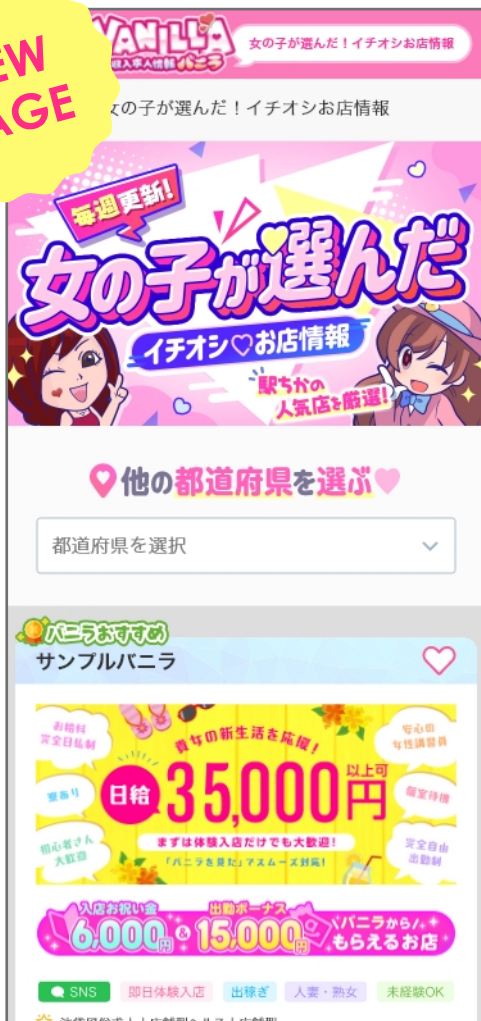 VANILLA
女の子が選んだ！イチオシお店情報
収入求人情報 バニラ
女の子が選んだ！イチオシお店情報
毎週更新！
女の子が選んだ
イチオシ♡お店情報
駅ちかの
人気店を厳選！
他の都道府県を選ぶ
都道府県を選択
バニラおすすめ
サンプルバニラ
お給料
完全日払制
貴女の新生活を応援！
安心の
女性講習員
寮あり
日給
35,000円
以上可
個室待機
初心者さん
大歓迎
まずは体験入店だけでも大歓迎！
「バニラを見た」でスムーズ対応！
完全自由
出勤制
入店お祝い金
6,000円
&
出勤ボーナス
15,000円
バニラから
もらえるお店
SNS
即日体験入店
出稼ぎ
人妻・熟女
未経験OK